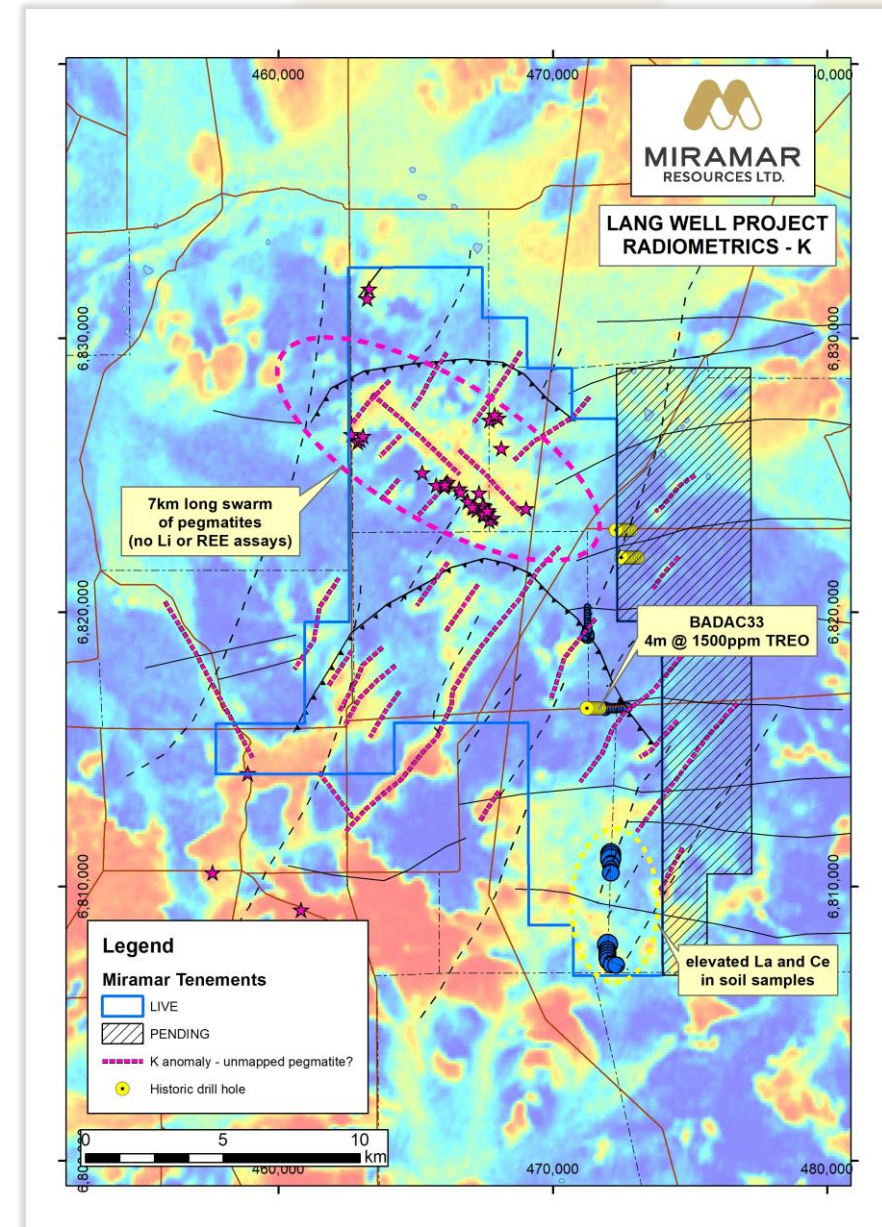 460,000
470,000
MIRAMAR
RESOURCES LTD.
LANG WELL PROJECT
RADIOMETRICS - K
6,830,000
6,830,000
7km long swarm
of pegmatites
(no Li or REE assays)
6,820,000
6,820,000
BADAC33
4m @ 1500ppm TREO
6,810,000
6,810,000
elevated La and Ce
in soil samples
Legend
Miramar Tenements
LIVE
PENDING
K anomaly - unmapped pegmatite?
Historic drill hole
0 5 10
km
460,000
470,000
480,000